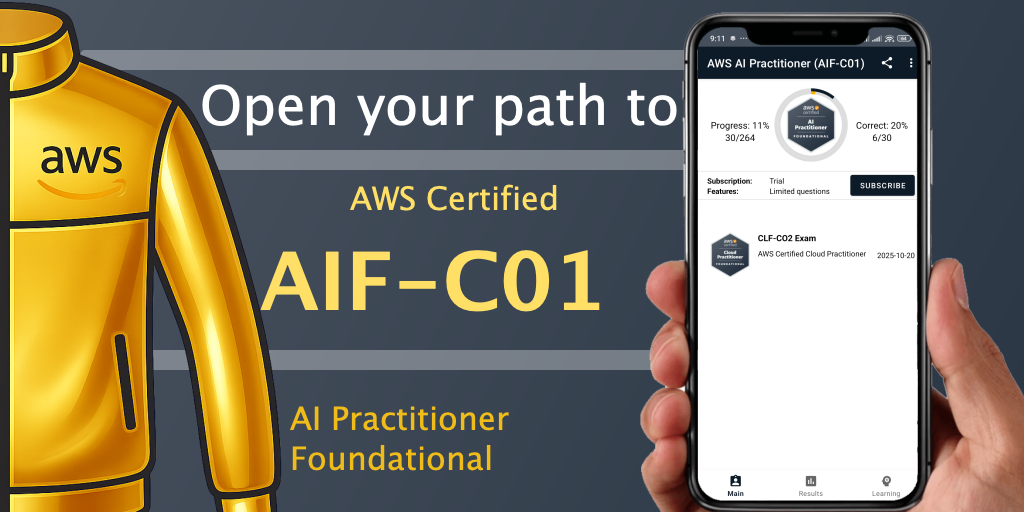 aws
Open your path to
AWS Certified
AIF-C01
AI Practitioner
Foundational
9:11
AWS AI Practitioner (AIF-C01)
Progress: 11%
30/264
aws
certified
AI
Practitioner
FOUNDATIONAL
Correct: 20%
6/30
Subscription: Trial
Features: Limited questions
SUBSCRIBE
aws
certified
Cloud
Practitioner
FOUNDATIONAL
CLF-CO2 Exam
AWS Certified Cloud Practitioner
2025-10-20
Main
Results
Learning